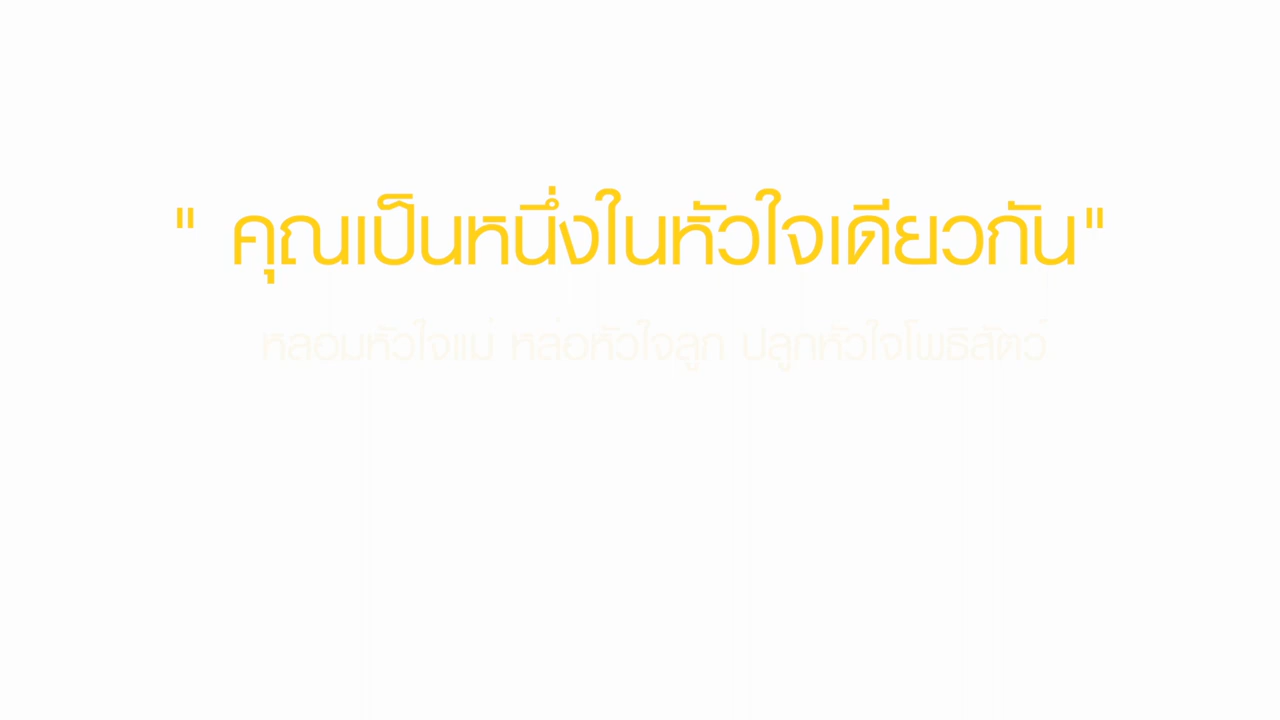 " คุณเป็นหนึ่งในหัวใจเดียวกัน"
หลอมหัวใจแม่ หล่อหัวใจลูก ปลูกหัวใจโพธิสัตว์